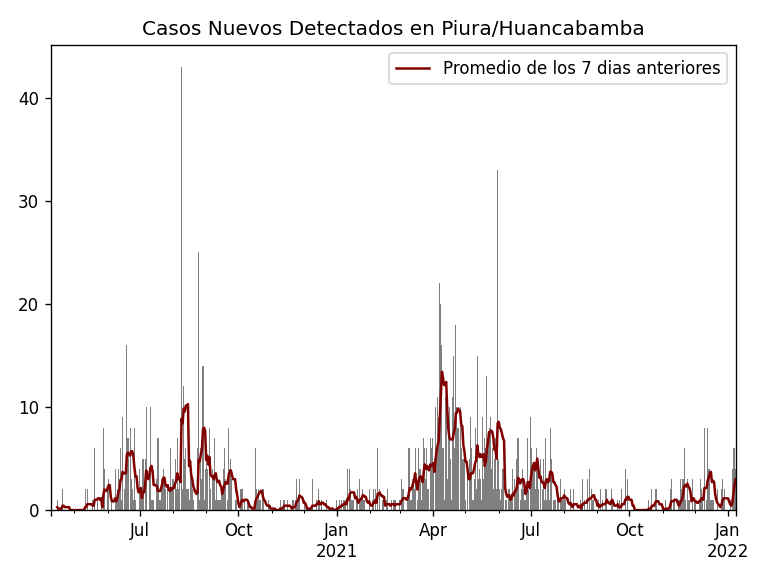 Casos Nuevos Detectados en Piura/Huancabamba
Promedio de los 7 dias anteriores
40
30
20
10
0
Jul Oct Jan Apr Jul Oct Jan
2021 2022